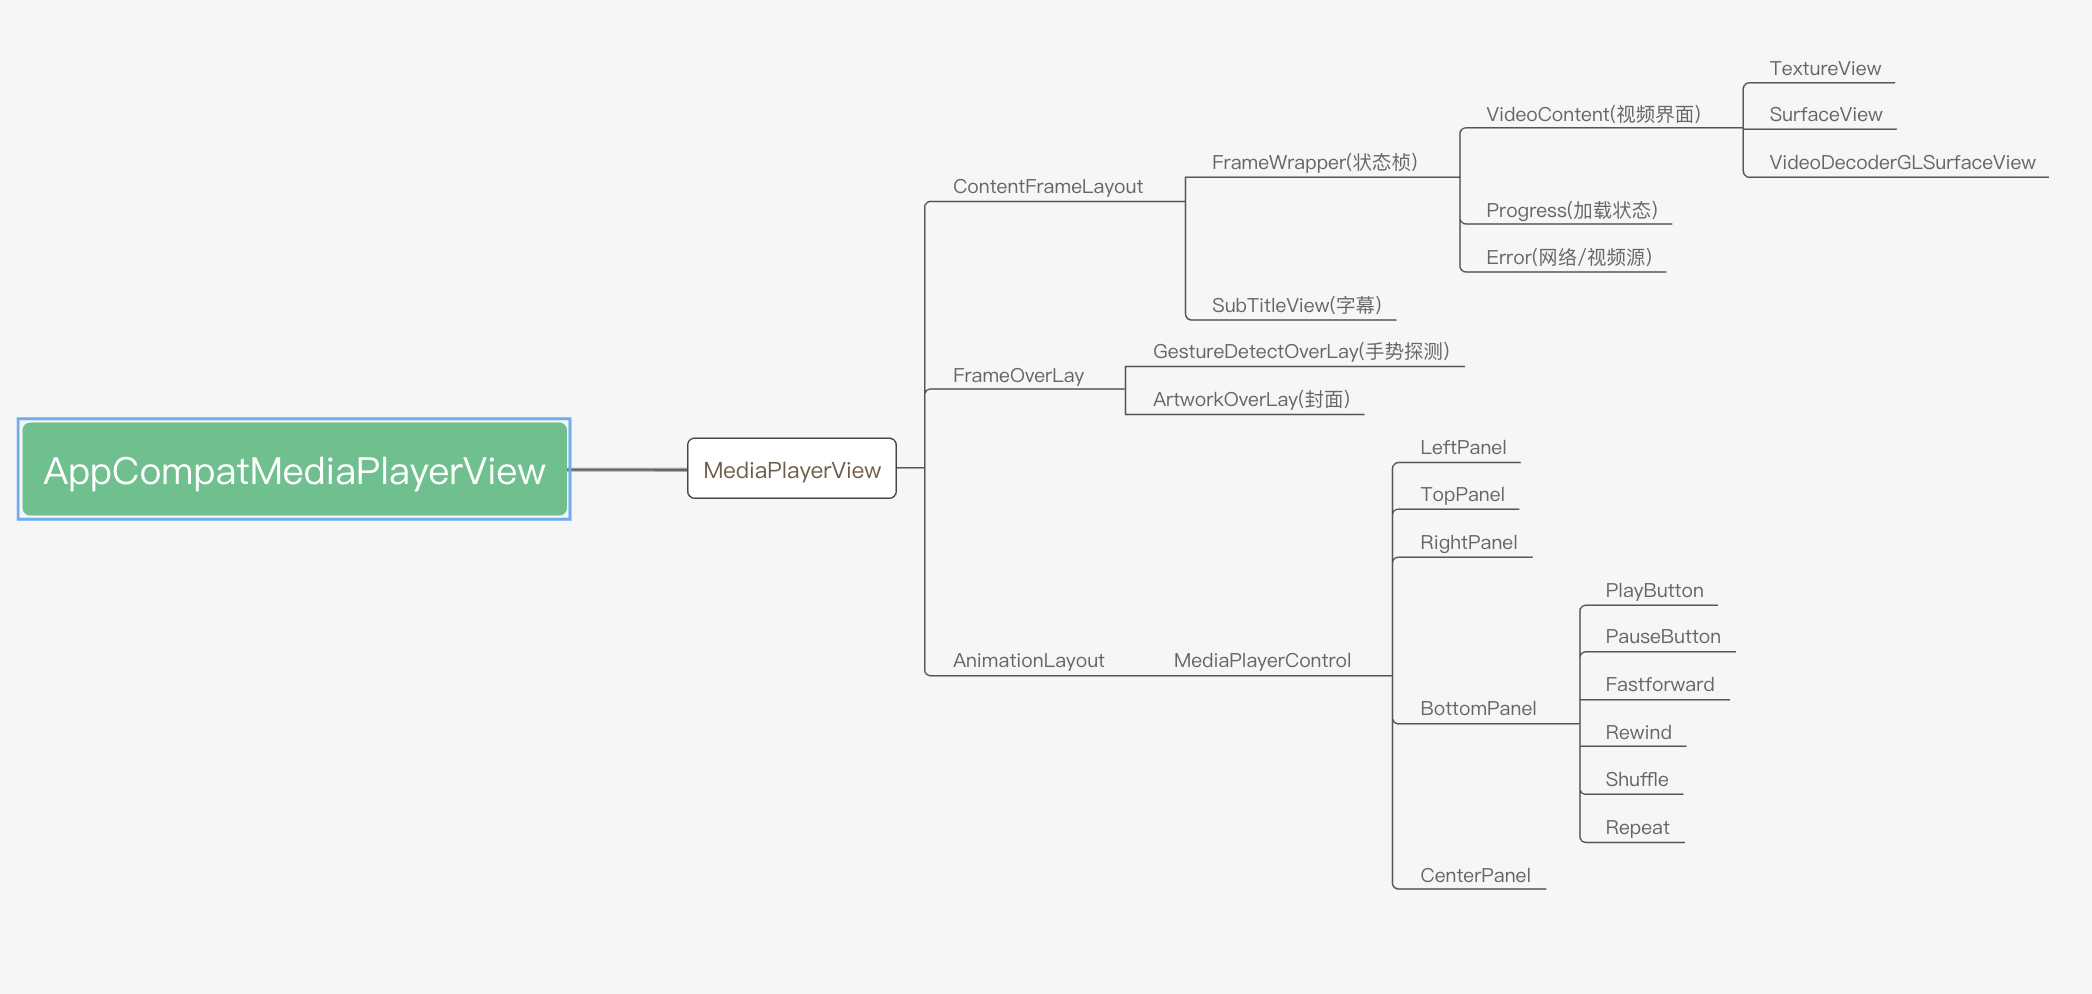 AppCompatMediaPlayerView
MediaPlayerView
ContentFrameLayout
FrameWrapper(状态桢)
VideoContent(视频界面)
TextureView
SurfaceView
VideoDecoderGLSurfaceView
Progress(加载状态)
Error(网络/视频源)
SubTitleView(字幕)
FrameOverLay
GestureDetectOverLay(手势探测)
ArtworkOverLay(封面)
AnimationLayout
MediaPlayerControl
LeftPanel
TopPanel
RightPanel
BottomPanel
PlayButton
PauseButton
Fastforward
Rewind
Shuffle
Repeat
CenterPanel